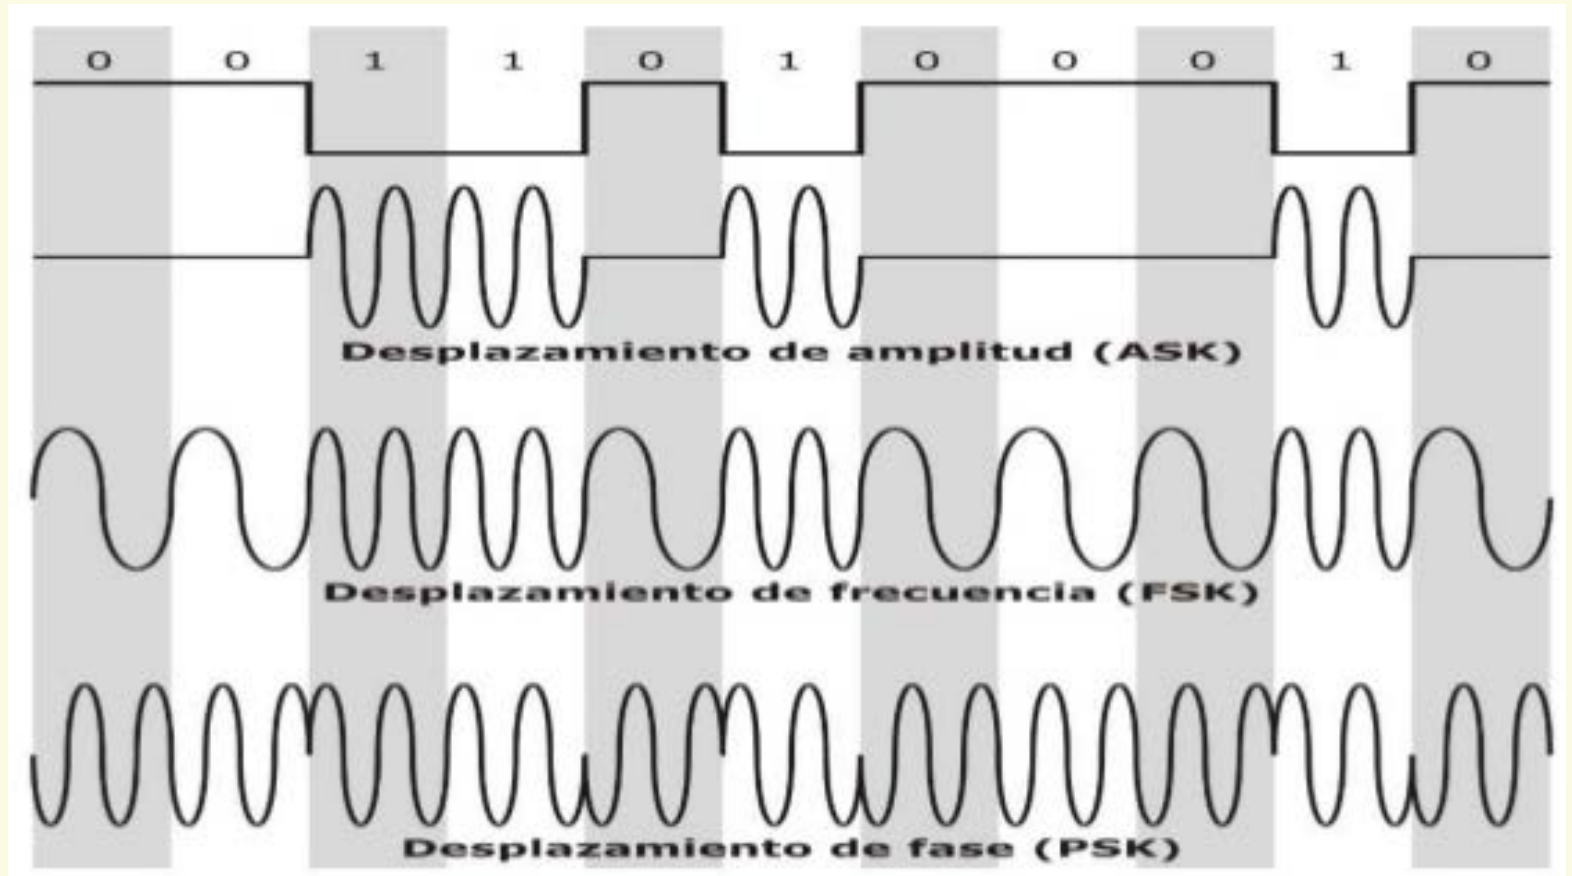 0 0 1 1 0 1 0 0 0 1 0
Desplazamiento de amplitud (ASK)
Desplazamiento de frecuencia (FSK)
Desplazamiento de fase (PSK)